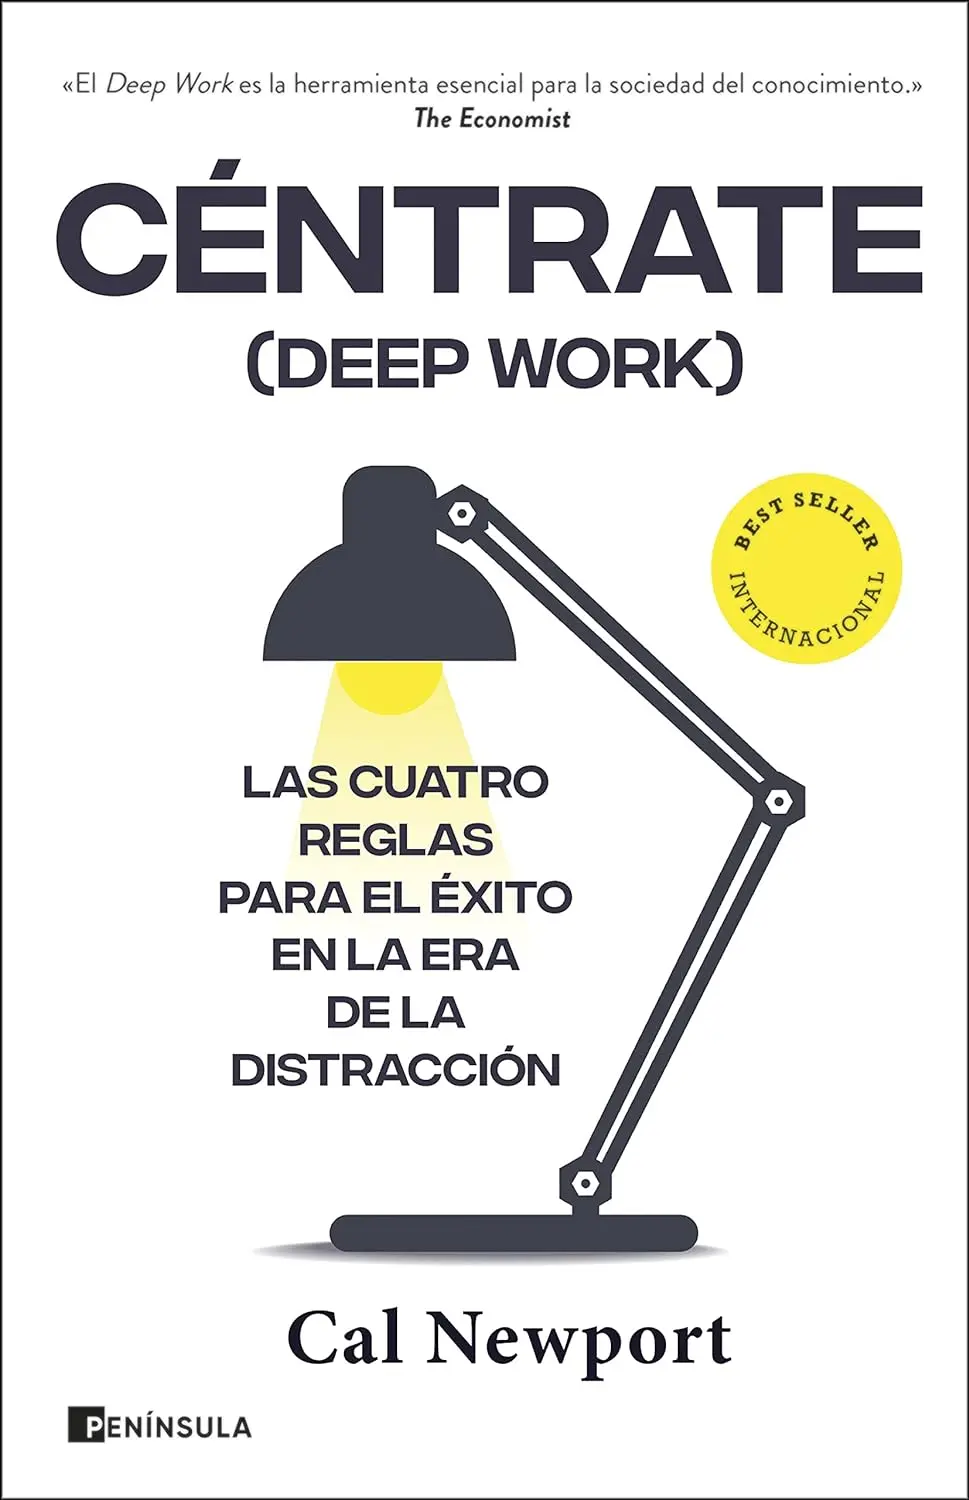 «El Deep Work es la herramienta esencial para la sociedad del conocimiento.»
The Economist
CÉNTRATE
(DEEP WORK)
BEST SELLER
INTERNACIONAL
LAS CUATRO
REGLAS
PARA EL ÉXITO
EN LA ERA
DE LA
DISTRACCIÓN
Cal Newport
PENÍNSULA